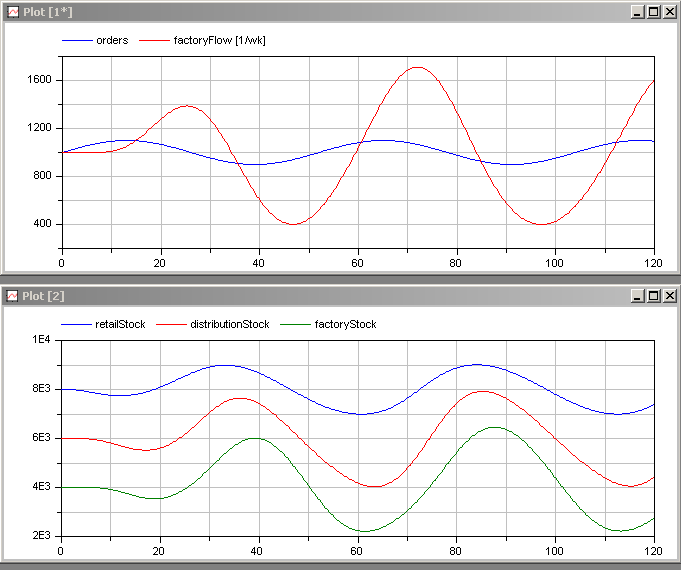 Plot [1*]
orders factoryFlow [1/wk]
1600
1200
800
400
0 20 40 60 80 100 120
Plot [2]
retailStock distributionStock factoryStock
1E4
8E3
6E3
4E3
2E3
0 20 40 60 80 100 120